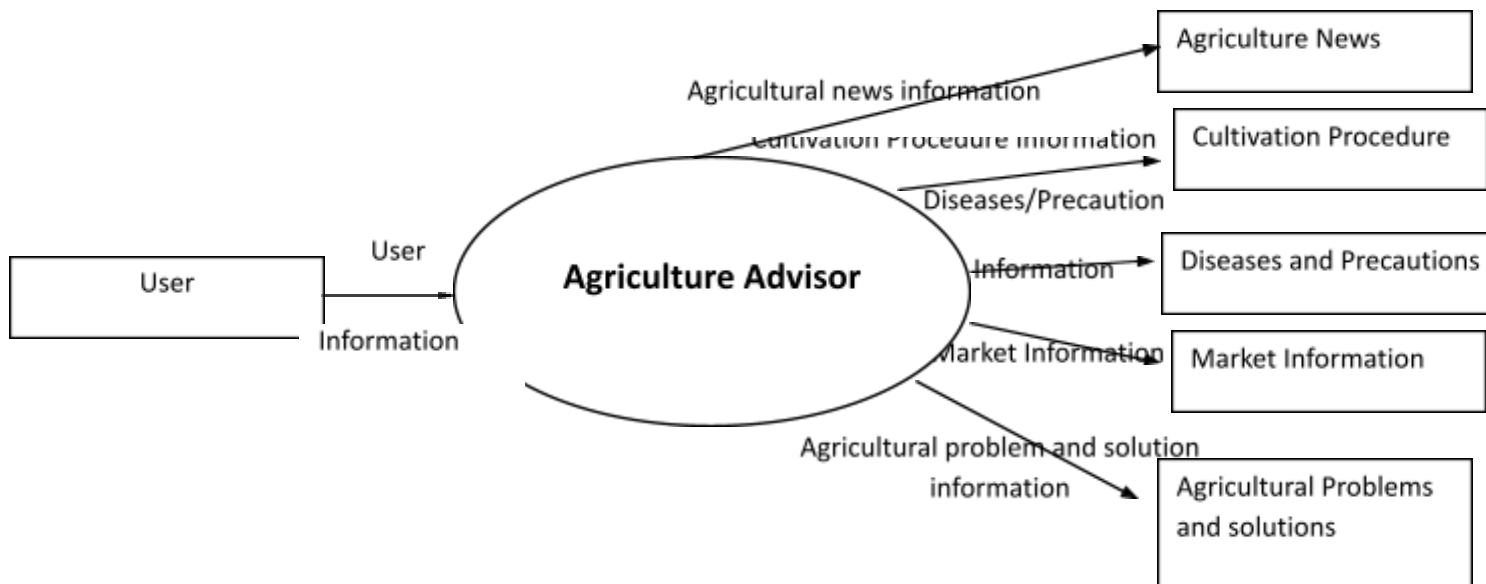 Agriculture News
Agricultural news information
Cultivation Procedure Information
Cultivation Procedure
Diseases/Precaution
User
Agriculture Advisor
Information
Diseases and Precautions
User
Information
Market Information
Market Information
Agricultural problem and solution
information
Agricultural Problems
and solutions